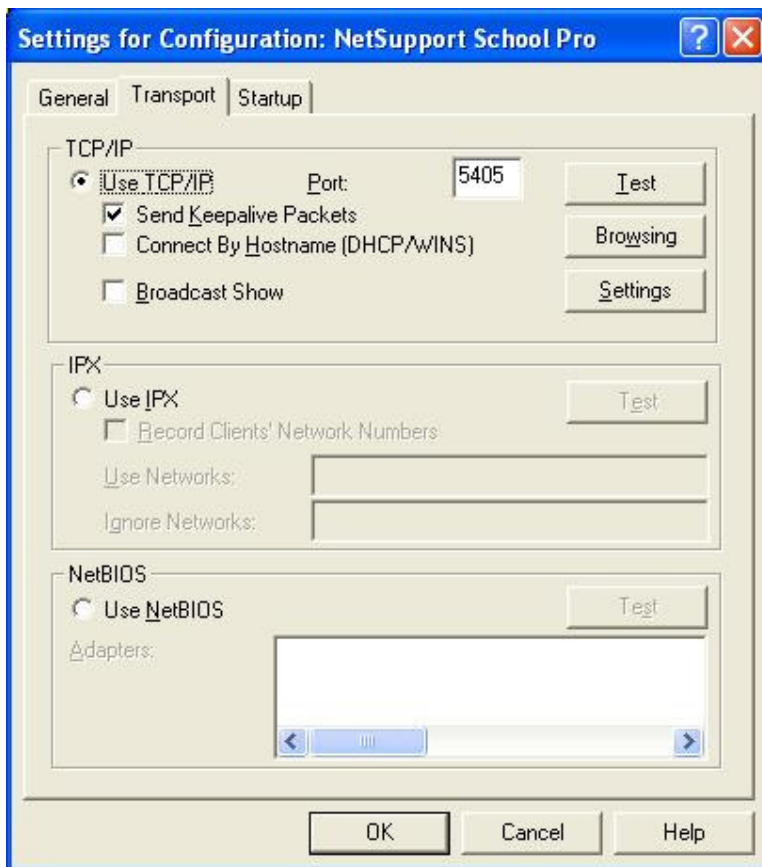 Settings for Configuration: NetSupport School Pro
General Transport Startup
TCP/IP
Use TCP/IP Port: 5405 Test
Send Keepalive Packets
Connect By Hostname (DHCP/WINS) Browsing
Broadcast Show Settings
IPX
Use IPX Test
Record Clients' Network Numbers
Use Networks:
Ignore Networks:
NetBIOS
Use NetBIOS Test
Adapters:
OK Cancel Help